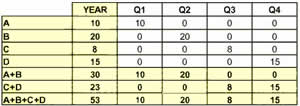 YEAR Q1 Q2 Q3 Q4
A 10 10 0 0 0
B 20 0 20 0 0
C 8 0 0 8 0
D 15 0 0 0 15
A+B 30 10 20 0 0
C+D 23 0 0 8 15
A+B+C+D 53 10 20 8 15